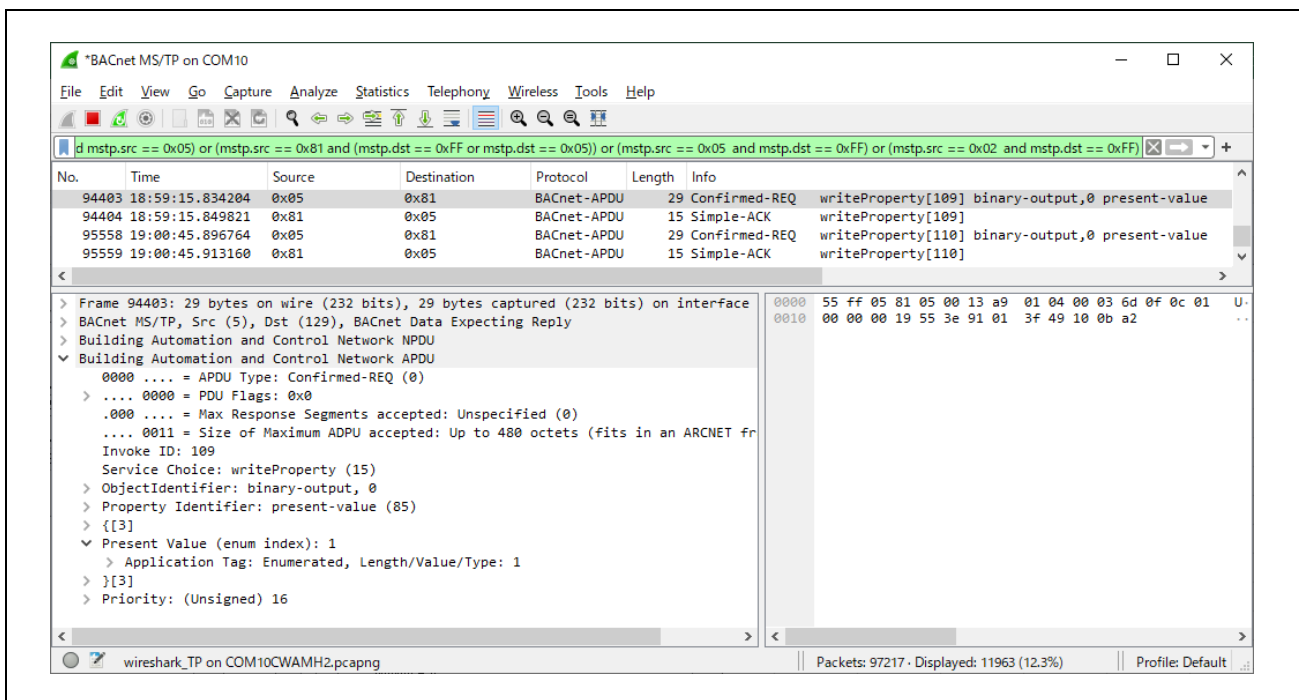 *BACnet MS/TP on COM10
File Edit View Go Capture Analyze Statistics Telephony Wireless Tools Help
d mstp.src == 0x05) or (mstp.src == 0x81 and (mstp.dst == 0xFF or mstp.dst == 0x05)) or (mstp.src == 0x05 and mstp.dst == 0xFF) or (mstp.src == 0x02 and mstp.dst == 0xFF)
No. Time Source Destination Protocol Length Info
94403 18:59:15.834204 0x05 0x81 BACnet-APDU 29 Confirmed-REQ writeProperty[109] binary-output,0 present-value
94404 18:59:15.849821 0x81 0x05 BACnet-APDU 15 Simple-ACK writeProperty[109]
95558 19:00:45.896764 0x05 0x81 BACnet-APDU 29 Confirmed-REQ writeProperty[110] binary-output,0 present-value
95559 19:00:45.913160 0x81 0x05 BACnet-APDU 15 Simple-ACK writeProperty[110]
> Frame 94403: 29 bytes on wire (232 bits), 29 bytes captured (232 bits) on interface
> BACnet MS/TP, Src (5), Dst (129), BACnet Data Expecting Reply
> Building Automation and Control Network NPDU
Building Automation and Control Network APDU
0000 .... = APDU Type: Confirmed-REQ (0)
> .... 0000 = PDU Flags: 0x0
.000 .... = Max Response Segments accepted: Unspecified (0)
.... 0011 = Size of Maximum ADPU accepted: Up to 480 octets (fits in an ARCNET fr
Invoke ID: 109
Service Choice: writeProperty (15)
> ObjectIdentifier: binary-output, 0
> Property Identifier: present-value (85)
> {[3]
Present Value (enum index): 1
> Application Tag: Enumerated, Length/Value/Type: 1
> }[3]
> Priority: (Unsigned) 16
0000 55 ff 05 81 05 00 13 a9 01 04 00 03 6d 0f 0c 01 U·
0010 00 00 00 19 55 3e 91 01 3f 49 10 0b a2 ··
wireshark_TP on COM10CWAMH2.pcapng
Packets: 97217 · Displayed: 11963 (12.3%)
Profile: Default